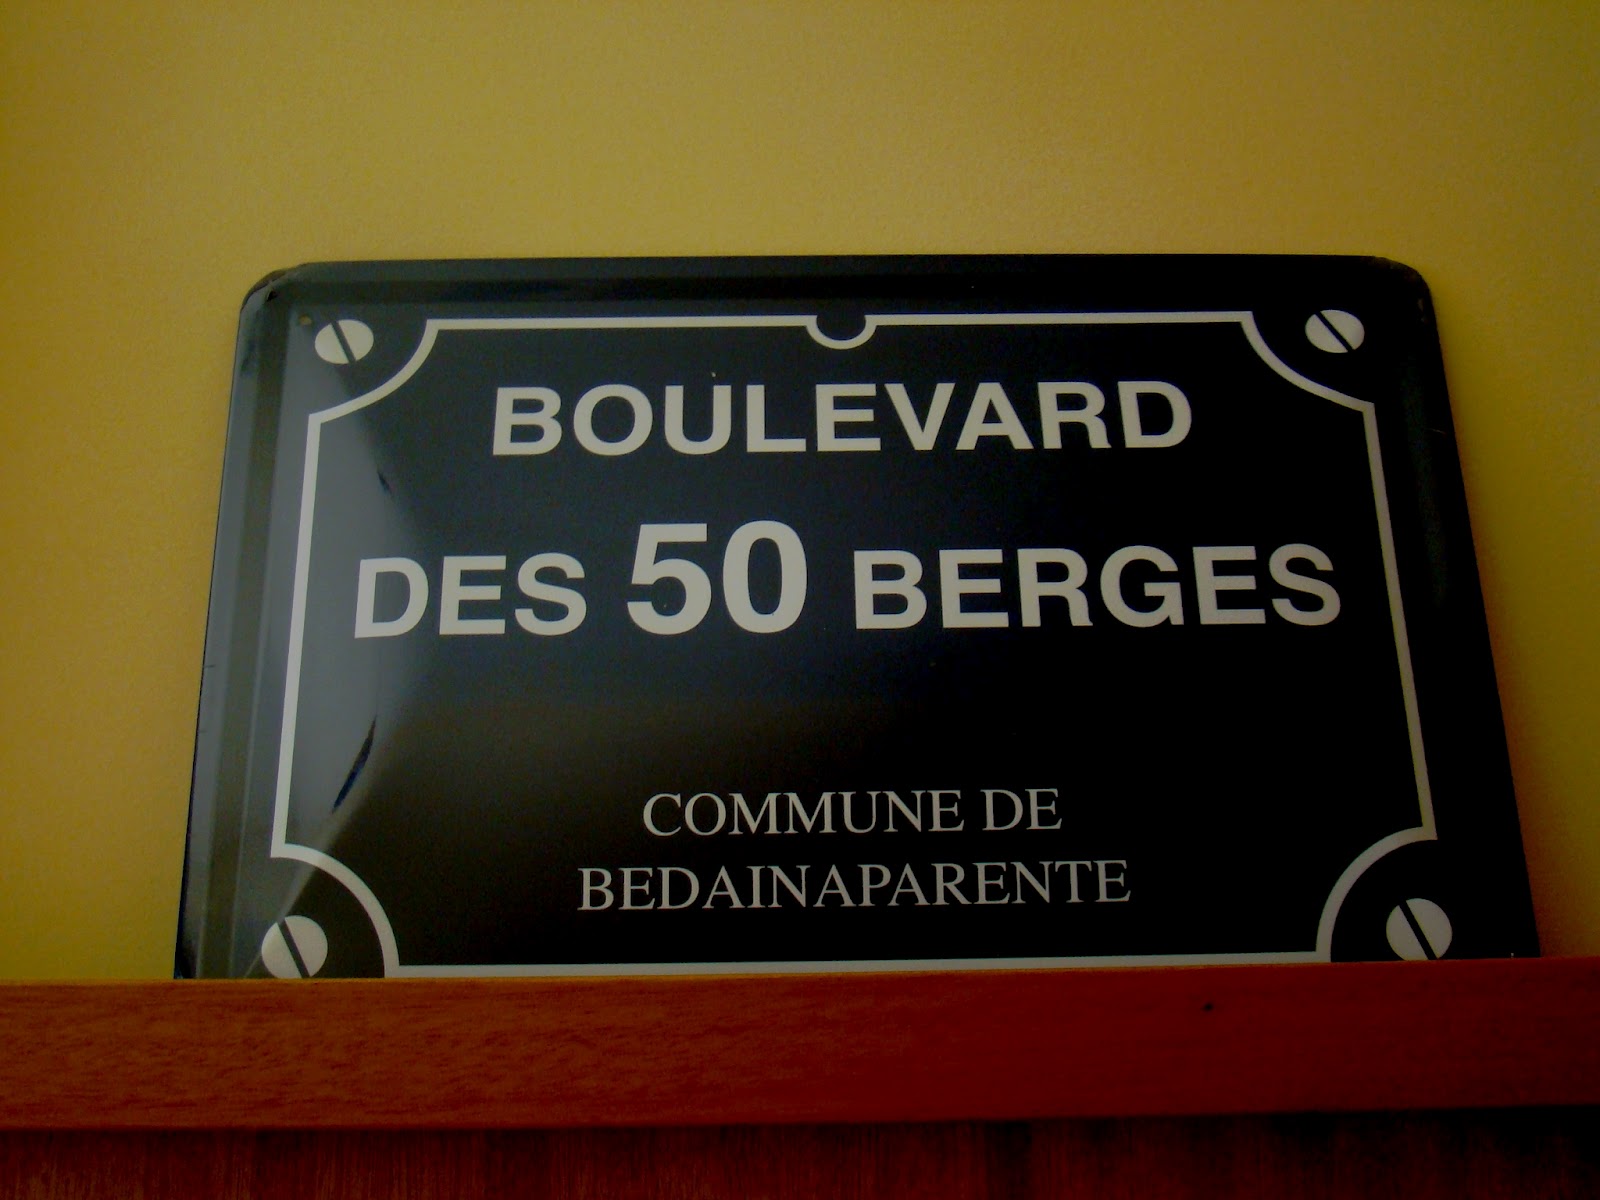 BOULEVARD
DES 50 BERGES
COMMUNE DE
BEDAINAPARENTE